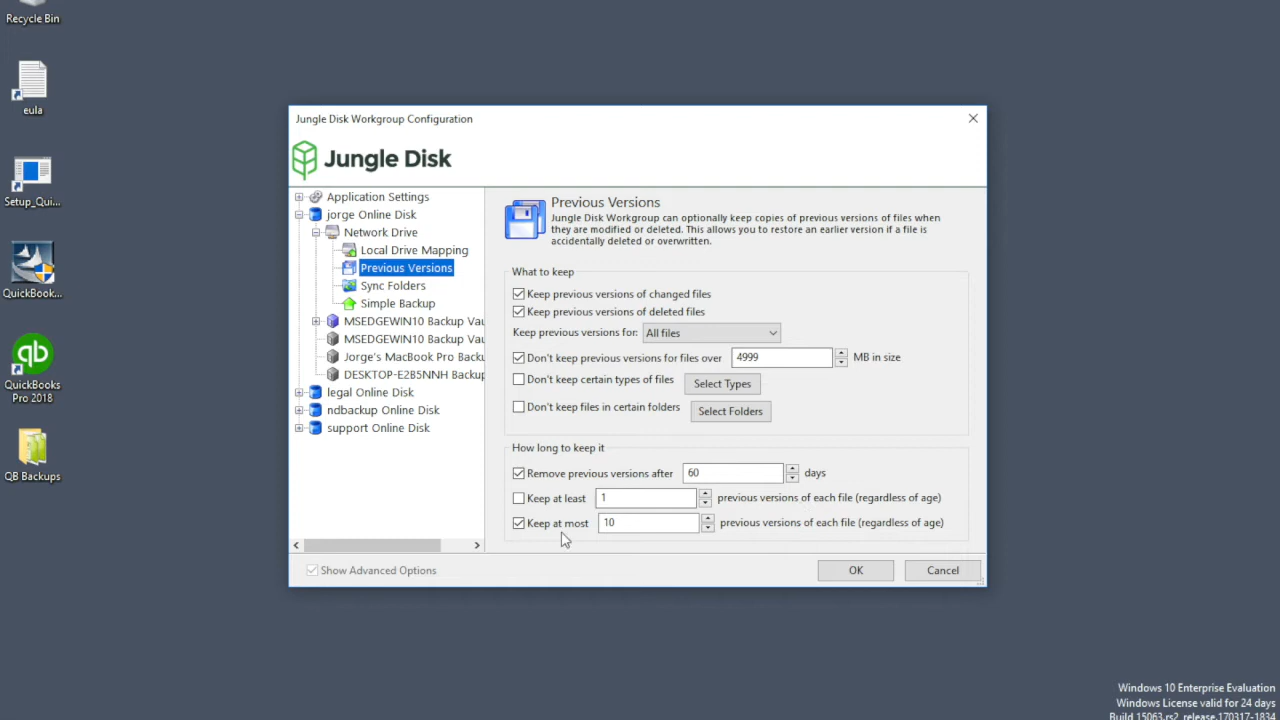 Recycle Bin
eula
Setup_Qui...
QuickBook...
qb
QuickBooks
Pro 2018
QB Backups
Jungle Disk Workgroup Configuration
Jungle Disk
Application Settings
jorge Online Disk
Network Drive
Local Drive Mapping
Previous Versions
Sync Folders
Simple Backup
MSEDGEWIN10 Backup Vau
MSEDGEWIN10 Backup Vau
Jorge's MacBook Pro Backu
DESKTOP-E2B5NNH Backup
legal Online Disk
ndbackup Online Disk
support Online Disk
Previous Versions
Jungle Disk Workgroup can optionally keep copies of previous versions of files when
they are modified or deleted. This allows you to restore an earlier version if a file is
accidentally deleted or overwritten.
What to keep
Keep previous versions of changed files
Keep previous versions of deleted files
Keep previous versions for: All files
Don't keep previous versions for files over 4999 MB in size
Don't keep certain types of files Select Types
Don't keep files in certain folders Select Folders
How long to keep it
Remove previous versions after 60 days
Keep at least 1 previous versions of each file (regardless of age)
Keep at most 10 previous versions of each file (regardless of age)
Show Advanced Options
OK Cancel
Windows 10 Enterprise Evaluation
Windows License valid for 24 days
Build 15063.rs2_release.170317-1834